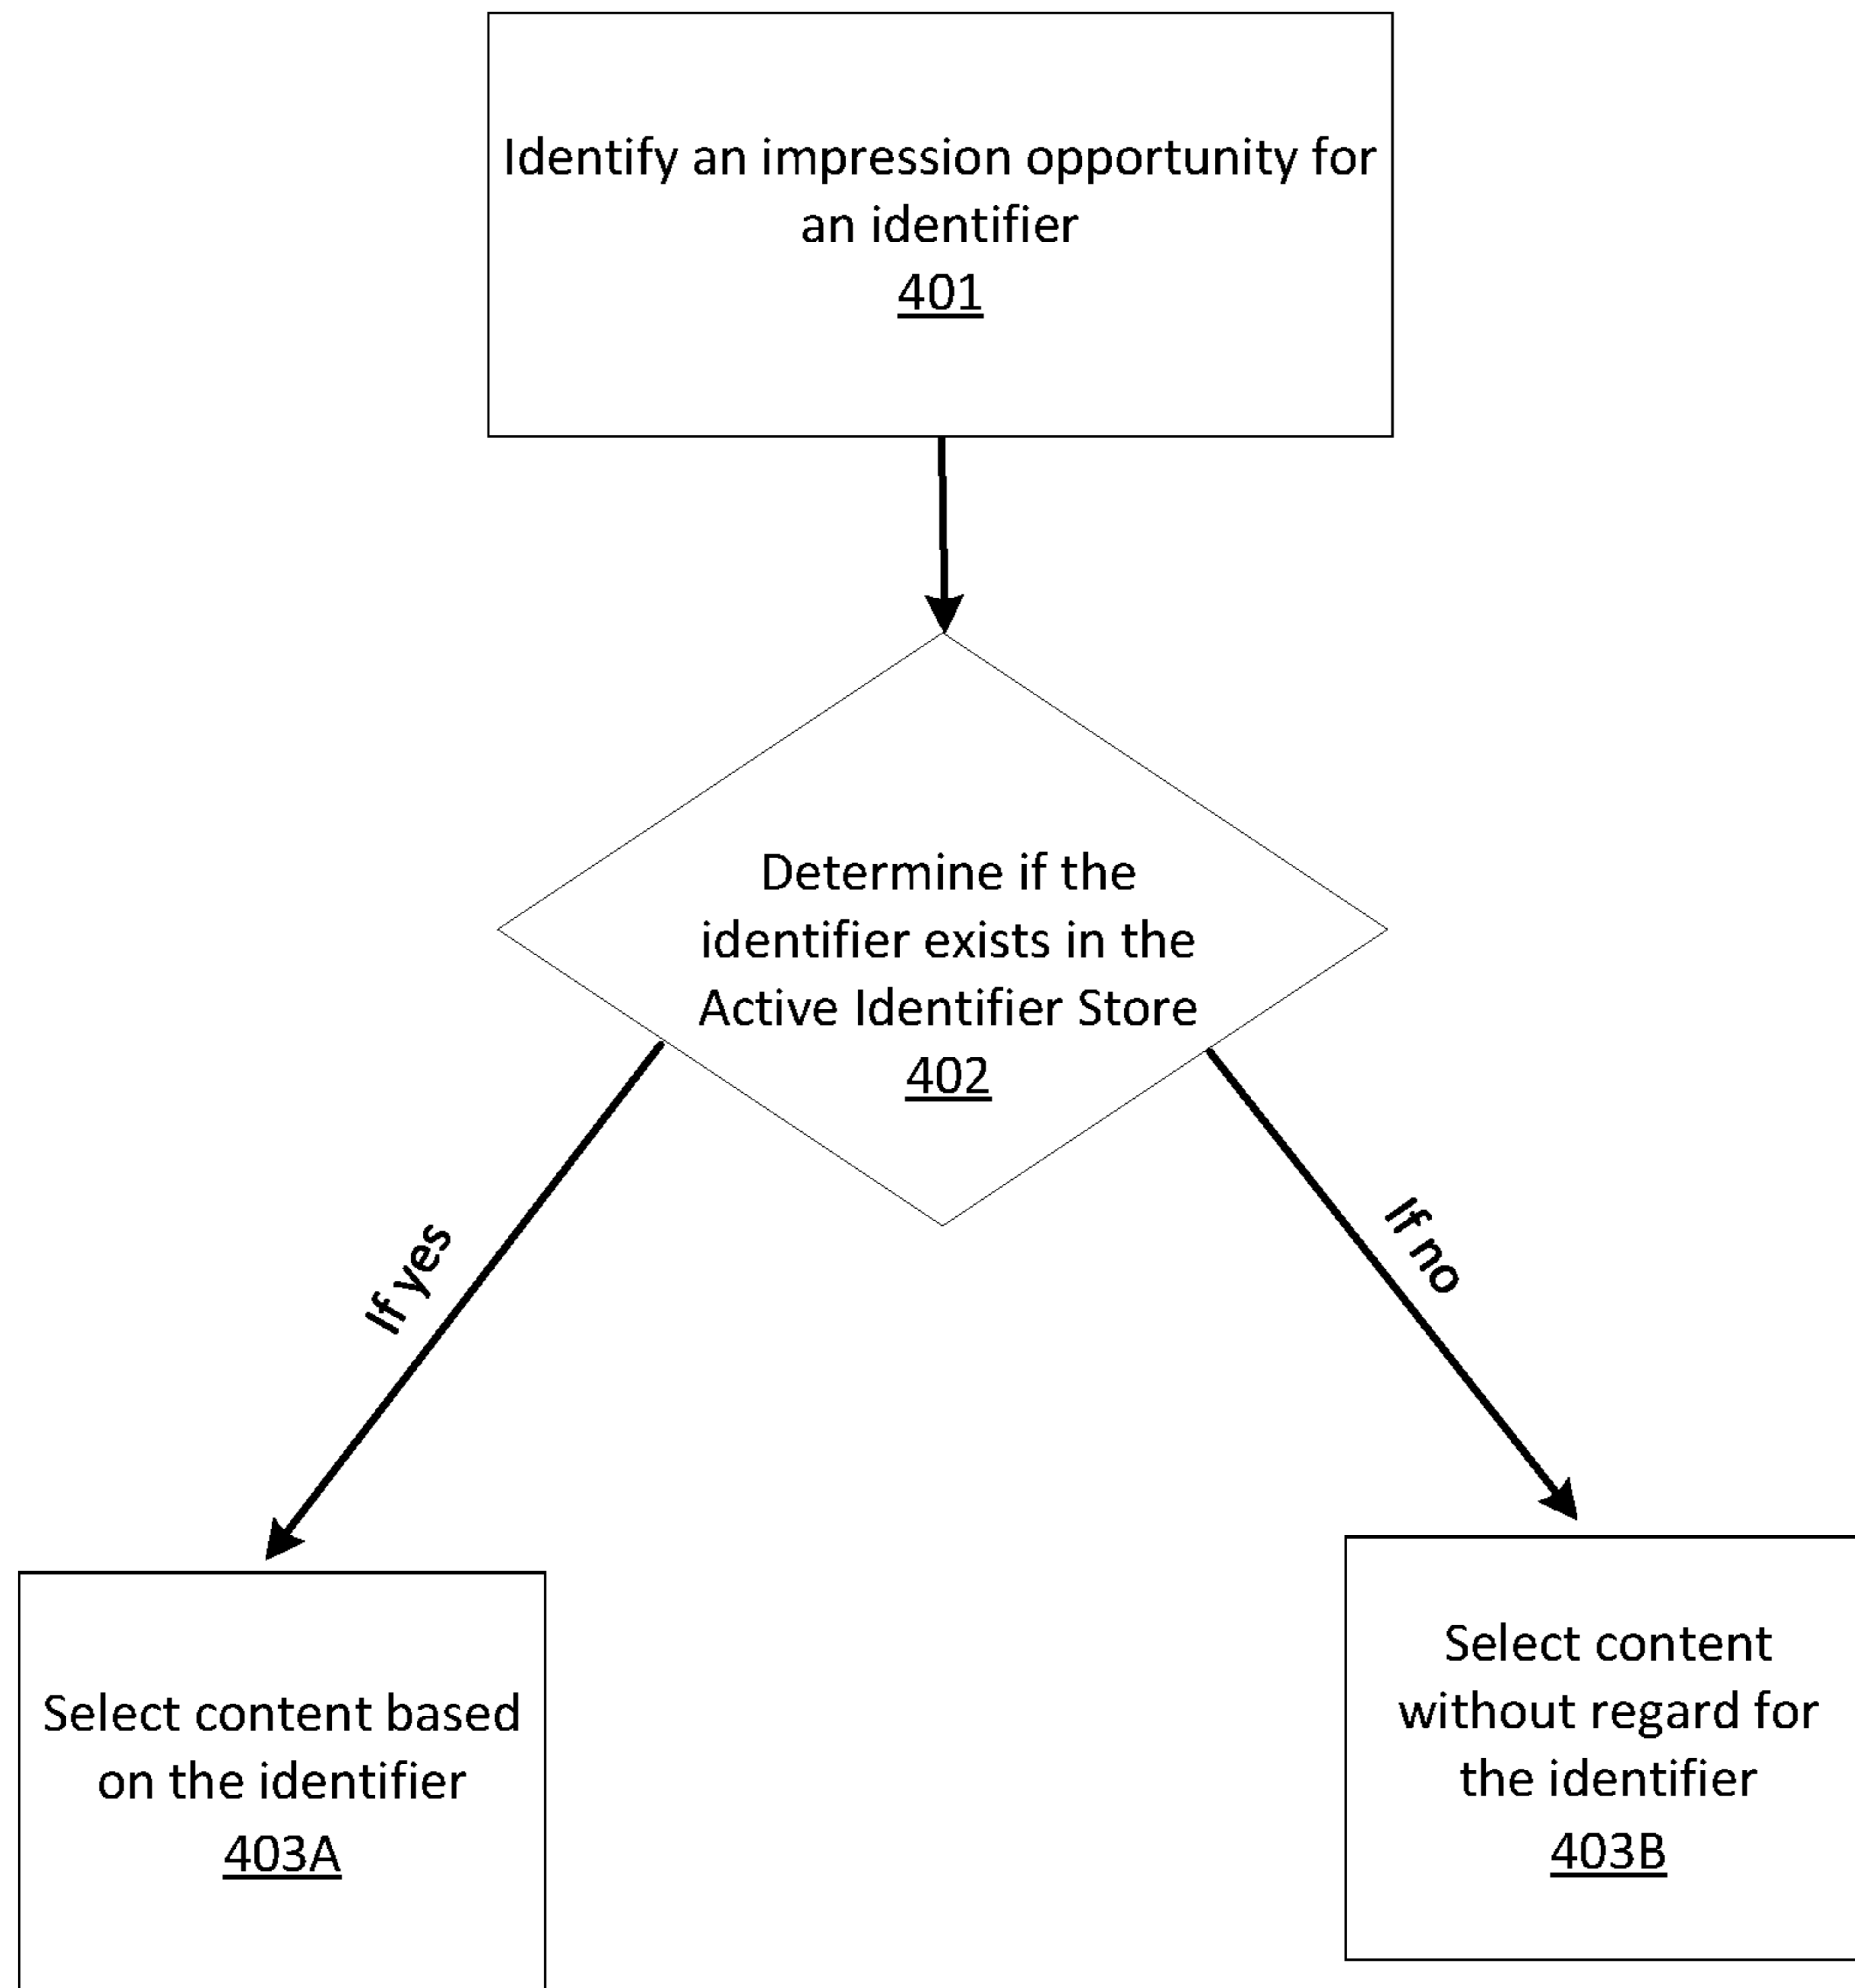 Identify an impression opportunity for
an identifier
401
Determine if the
identifier exists in the
Active Identifier Store
402
If yes
If no
Select content based
on the identifier
403A
Select content
without regard for
the identifier
403B